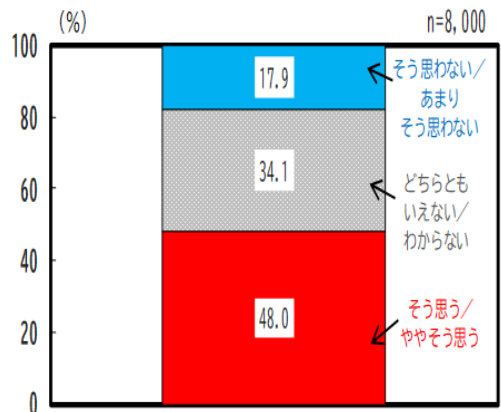 (%)
n=8,000
100
80
60
40
20
0
17.9
34.1
48.0
そう思わない／
あまり
そう思わない
どちらとも
いえない／
わからない
そう思う／
ややそう思う